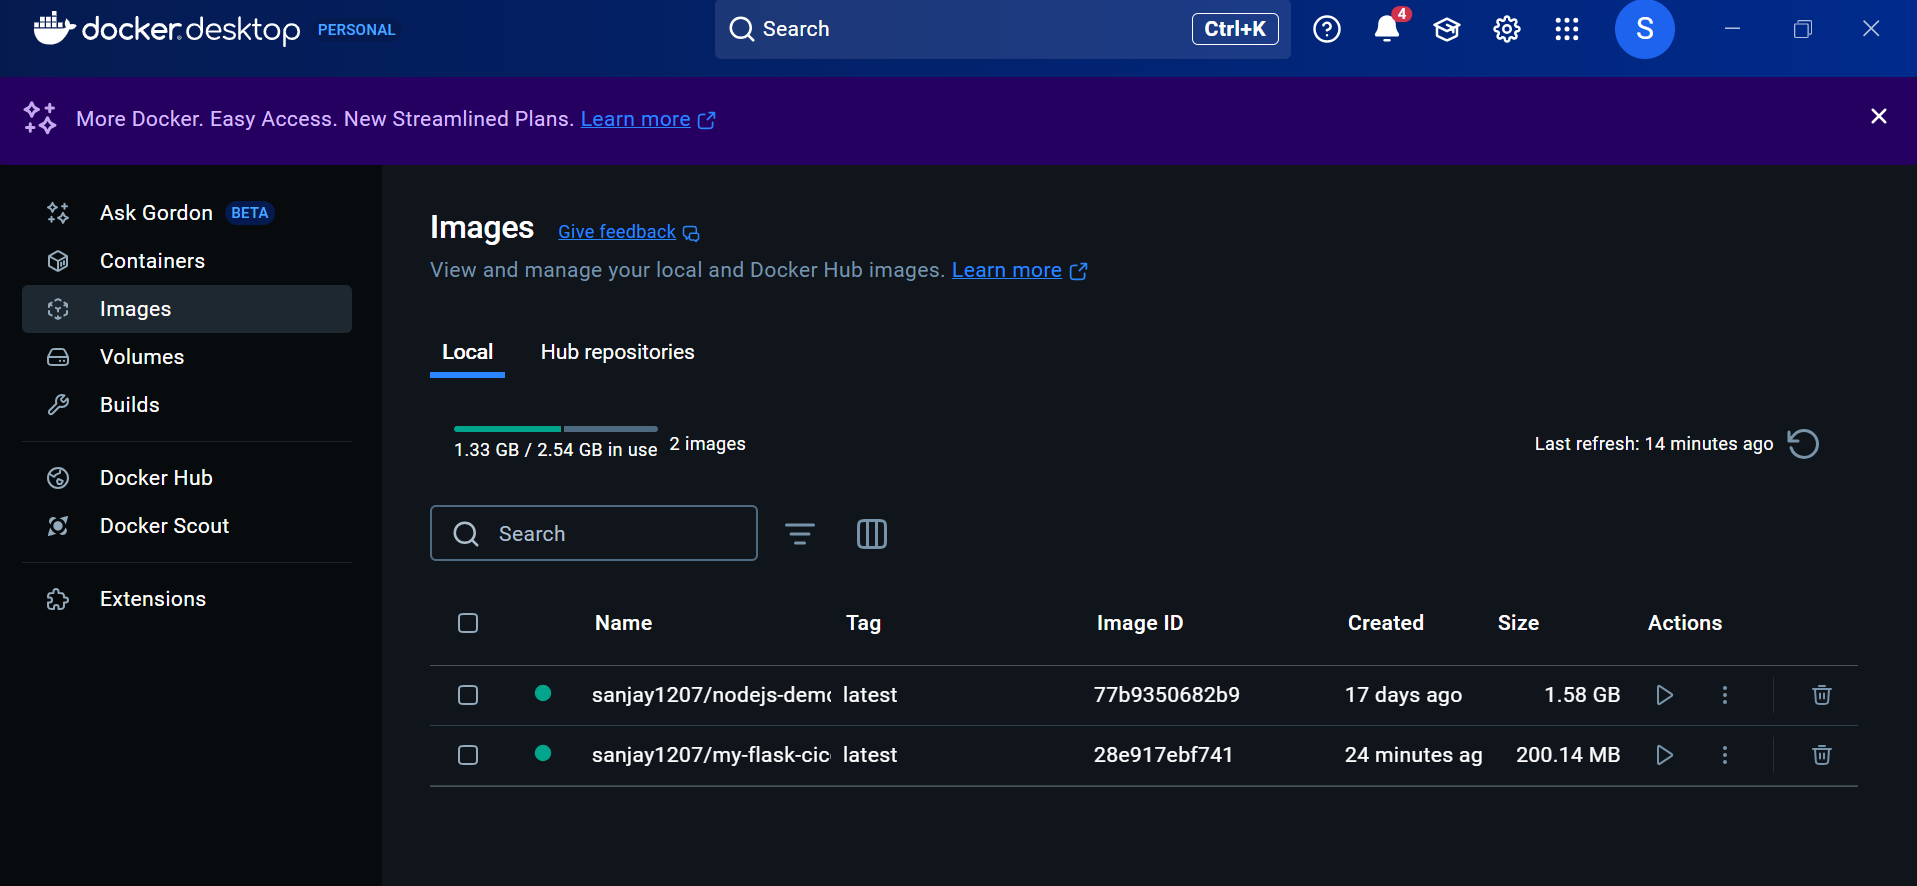 docker.desktop PERSONAL
Search Ctrl+K
4
S
More Docker. Easy Access. New Streamlined Plans. Learn more
Ask Gordon BETA
Containers
Images
Volumes
Builds
Docker Hub
Docker Scout
Extensions
Images Give feedback
View and manage your local and Docker Hub images. Learn more
Local Hub repositories
1.33 GB / 2.54 GB in use 2 images
Last refresh: 14 minutes ago
Search
Name Tag Image ID Created Size Actions
sanjay1207/nodejs-demo latest 77b9350682b9 17 days ago 1.58 GB
sanjay1207/my-flask-cic latest 28e917ebf741 24 minutes ag 200.14 MB